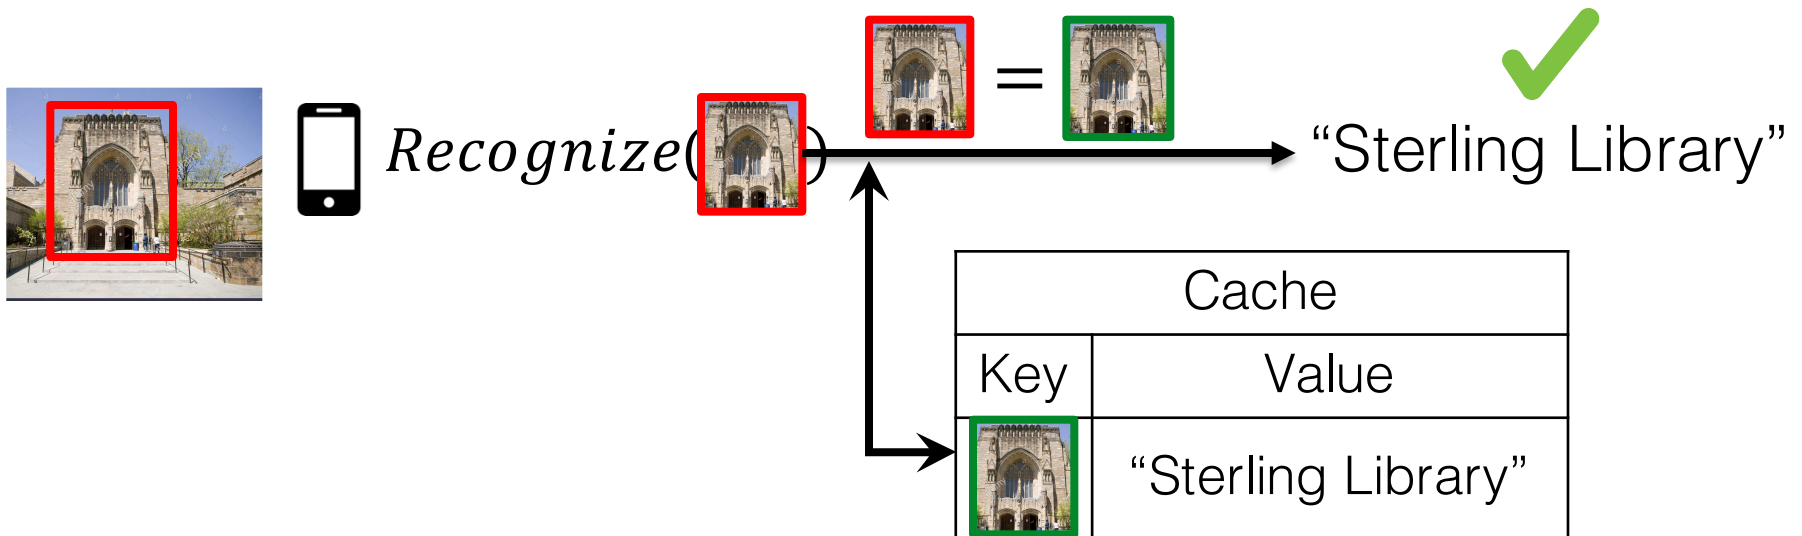 =
Recognize( )
“Sterling Library”
Cache
Key Value
“Sterling Library”